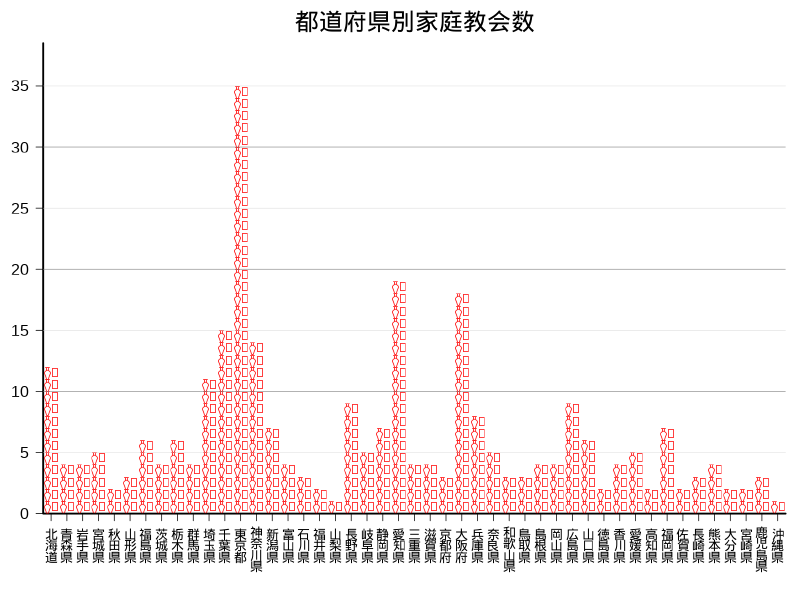 都道府県別家庭教会数
35
30
25
20
15
10
5
0
北海道
青森県
岩手県
宮城県
秋田県
山形県
福島県
茨城県
栃木県
群馬県
埼玉県
千葉県
東京都
神奈川県
新潟県
富山県
石川県
福井県
山梨県
長野県
岐阜県
静岡県
愛知県
三重県
滋賀県
京都府
大阪府
兵庫県
奈良県
和歌山県
鳥取県
島根県
岡山県
広島県
山口県
徳島県
香川県
愛媛県
高知県
福岡県
佐賀県
長崎県
熊本県
大分県
宮崎県
鹿児島県
沖縄県